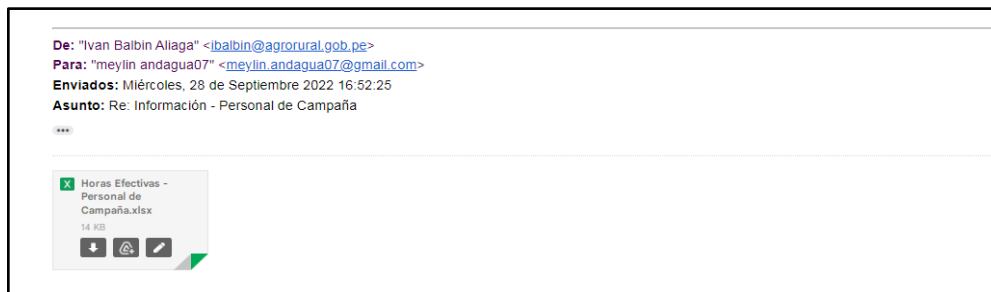 De: "Ivan Balbin Aliaga" <ibalbin@agrorural.gob.pe>
Para: "meylin andagua07" <meylin.andagua07@gmail.com>
Enviados: Miércoles, 28 de Septiembre 2022 16:52:25
Asunto: Re: Información - Personal de Campaña
Horas Efectivas -
Personal de
Campaña.xlsx
14 KB